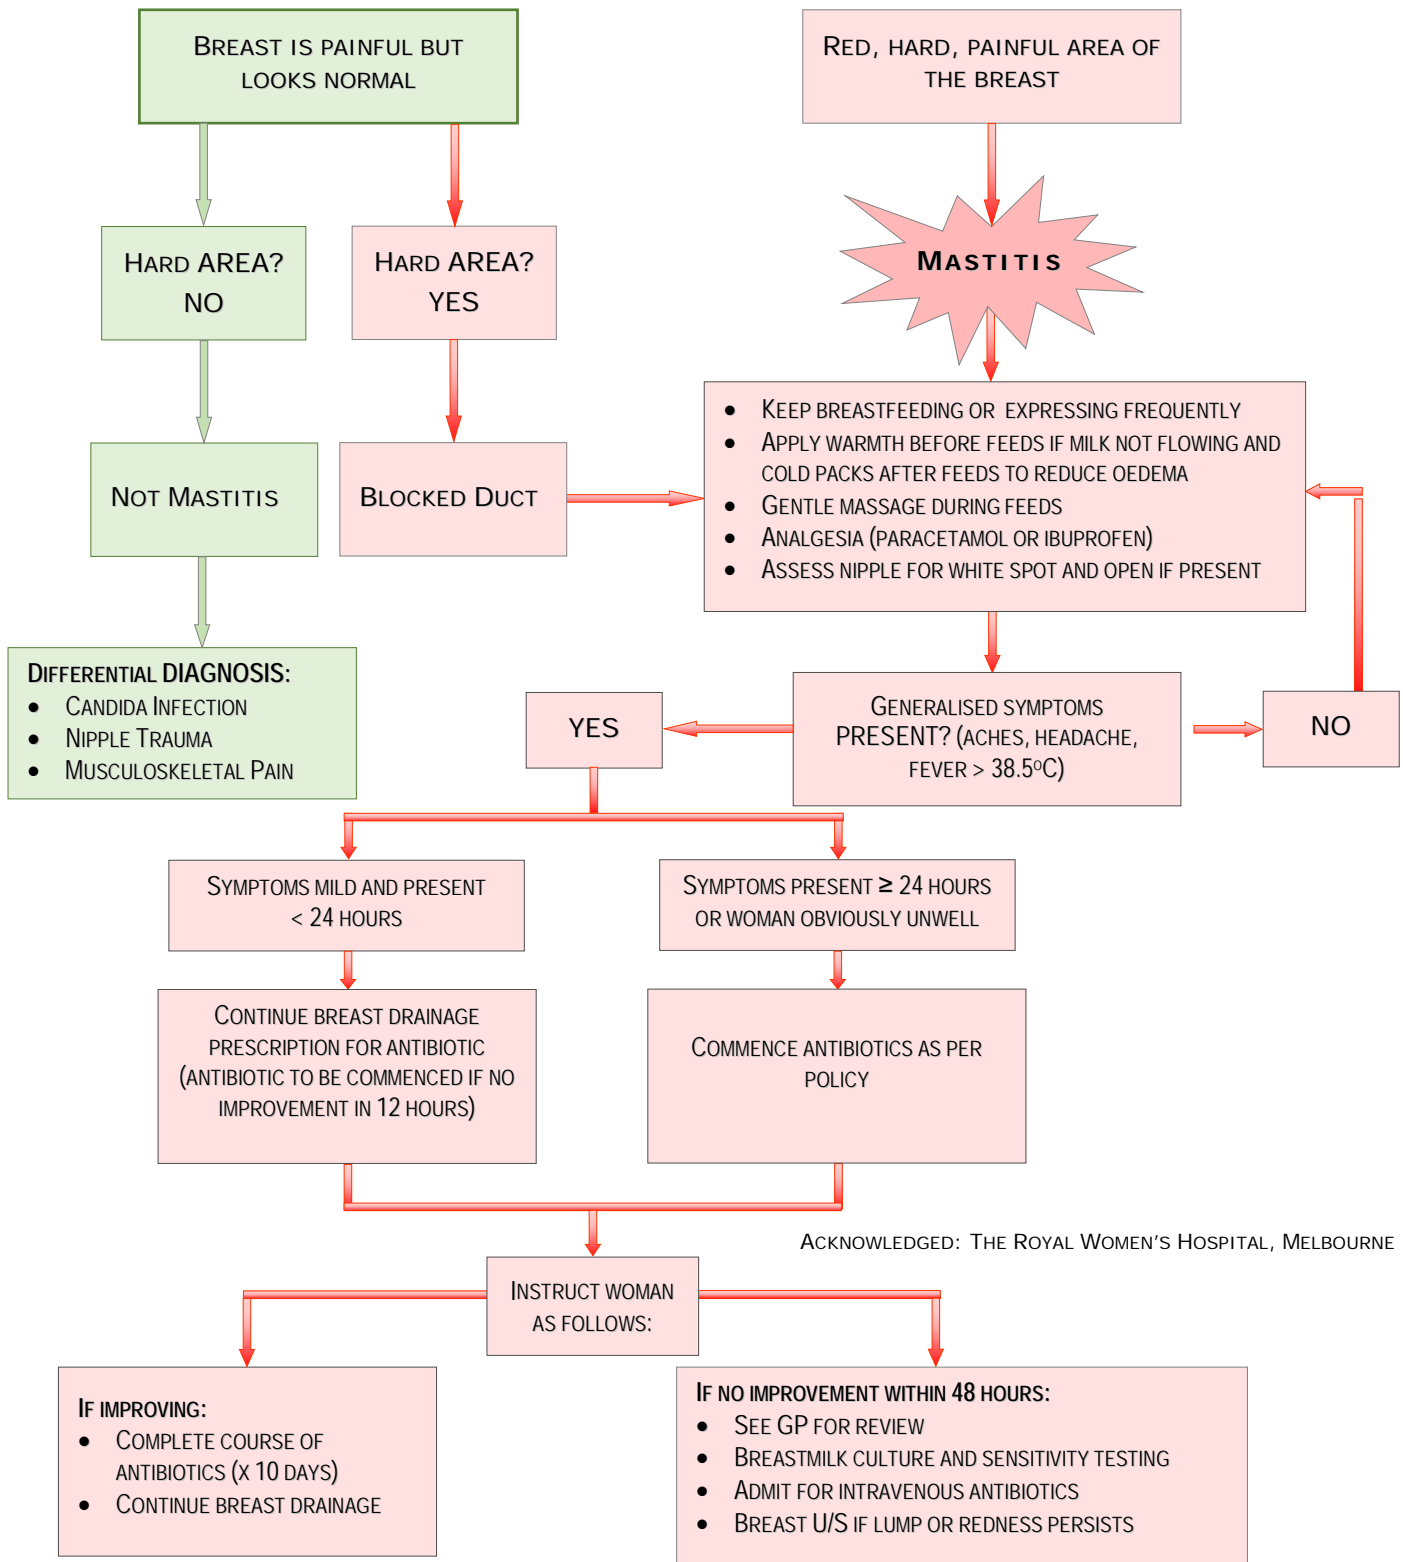 BREAST IS PAINFUL BUT
LOOKS NORMAL
RED, HARD, PAINFUL AREA OF
THE BREAST
HARD AREA?
NO
HARD AREA?
YES
MASTITIS
NOT MASTITIS
BLOCKED DUCT
• KEEP BREASTFEEDING OR EXPRESSING FREQUENTLY
• APPLY WARMTH BEFORE FEEDS IF MILK NOT FLOWING AND
COLD PACKS AFTER FEEDS TO REDUCE OEDEMA
• GENTLE MASSAGE DURING FEEDS
• ANALGESIA (PARACETAMOL OR IBUPROFEN)
• ASSESS NIPPLE FOR WHITE SPOT AND OPEN IF PRESENT
DIFFERENTIAL DIAGNOSIS:
• CANDIDA INFECTION
• NIPPLE TRAUMA
• MUSCULOSKELETAL PAIN
YES
GENERALISED SYMPTOMS
PRESENT? (ACHES, HEADACHE,
FEVER > 38.5ºC)
NO
SYMPTOMS MILD AND PRESENT
< 24 HOURS
SYMPTOMS PRESENT ≥ 24 HOURS
OR WOMAN OBVIOUSLY UNWELL
CONTINUE BREAST DRAINAGE
PRESCRIPTION FOR ANTIBIOTIC
(ANTIBIOTIC TO BE COMMENCED IF NO
IMPROVEMENT IN 12 HOURS)
COMMENCE ANTIBIOTICS AS PER
POLICY
ACKNOWLEDGED: THE ROYAL WOMEN'S HOSPITAL, MELBOURNE
INSTRUCT WOMAN
AS FOLLOWS:
IF IMPROVING:
• COMPLETE COURSE OF
ANTIBIOTICS (X 10 DAYS)
• CONTINUE BREAST DRAINAGE
IF NO IMPROVEMENT WITHIN 48 HOURS:
• SEE GP FOR REVIEW
• BREASTMILK CULTURE AND SENSITIVITY TESTING
• ADMIT FOR INTRAVENOUS ANTIBIOTICS
• BREAST U/S IF LUMP OR REDNESS PERSISTS